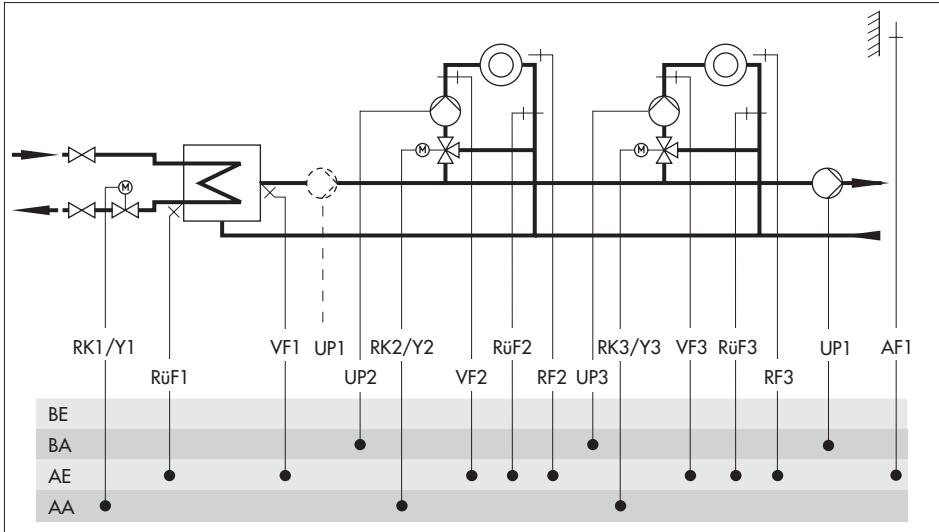 M
M
M
RK1/Y1 VF1 UP1 RK2/Y2 RüF2 RK3/Y3 VF3 RüF3 UP1 AF1
RüF1 UP2 VF2 RF2 UP3 RF3
BE
BA
AE
AA